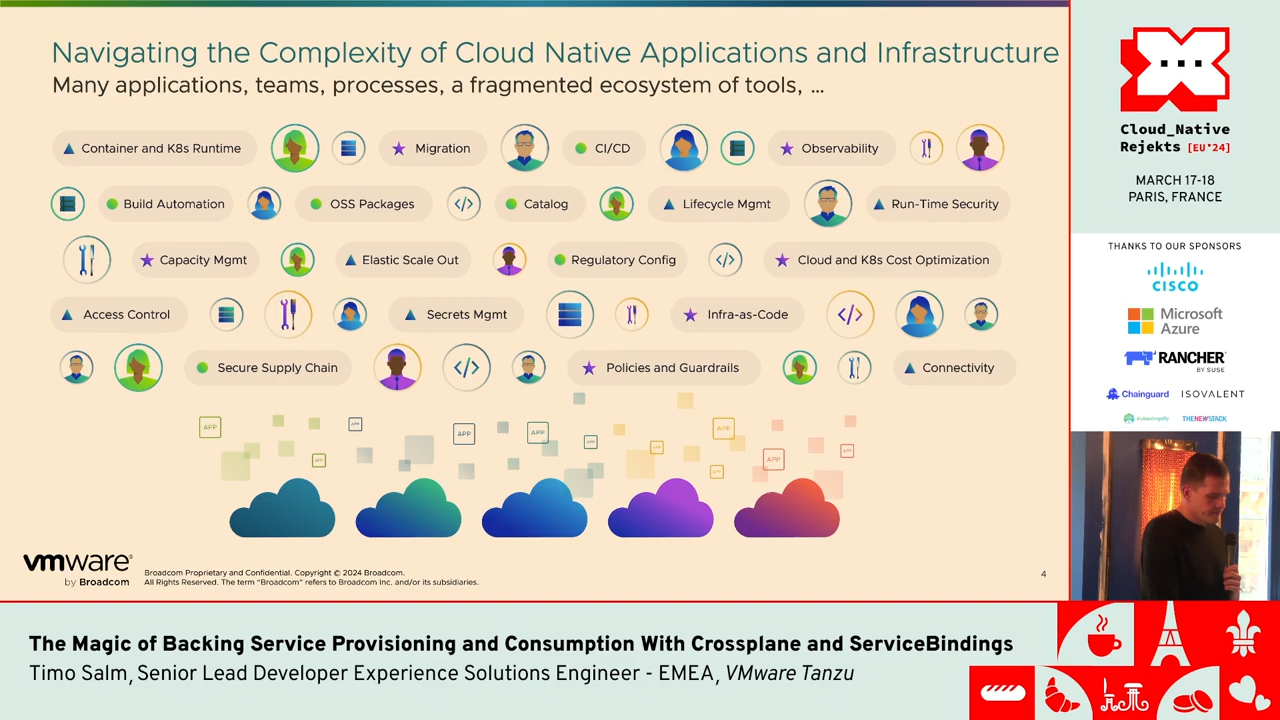 Navigating the Complexity of Cloud Native Applications and Infrastructure
Many applications, teams, processes, a fragmented ecosystem of tools, ...
Container and K8s Runtime
Migration
CI/CD
Observability
Build Automation
OSS Packages
</>
Catalog
Lifecycle Mgmt
Run-Time Security
Capacity Mgmt
Elastic Scale Out
Regulatory Config
</>
Cloud and K8s Cost Optimization
Access Control
Secrets Mgmt
Infra-as-Code
</>
Secure Supply Chain
</>
Policies and Guardrails
Connectivity
APP
APP
APP
APP
APP
APP
APP
APP
APP
APP
APP
vmware®
by Broadcom
Broadcom Proprietary and Confidential. Copyright © 2024 Broadcom.
All Rights Reserved. The term "Broadcom" refers to Broadcom Inc. and/or its subsidiaries.
4
Cloud_Native
Rejekts [EU'24]
MARCH 17-18
PARIS, FRANCE
THANKS TO OUR SPONSORS
CISCO
Microsoft
Azure
RANCHER
BY SUSE
Chainguard
ISOVALENT
Kubesimplify
THENEWSTACK
The Magic of Backing Service Provisioning and Consumption With Crossplane and ServiceBindings
Timo Salm, Senior Lead Developer Experience Solutions Engineer - EMEA, VMware Tanzu